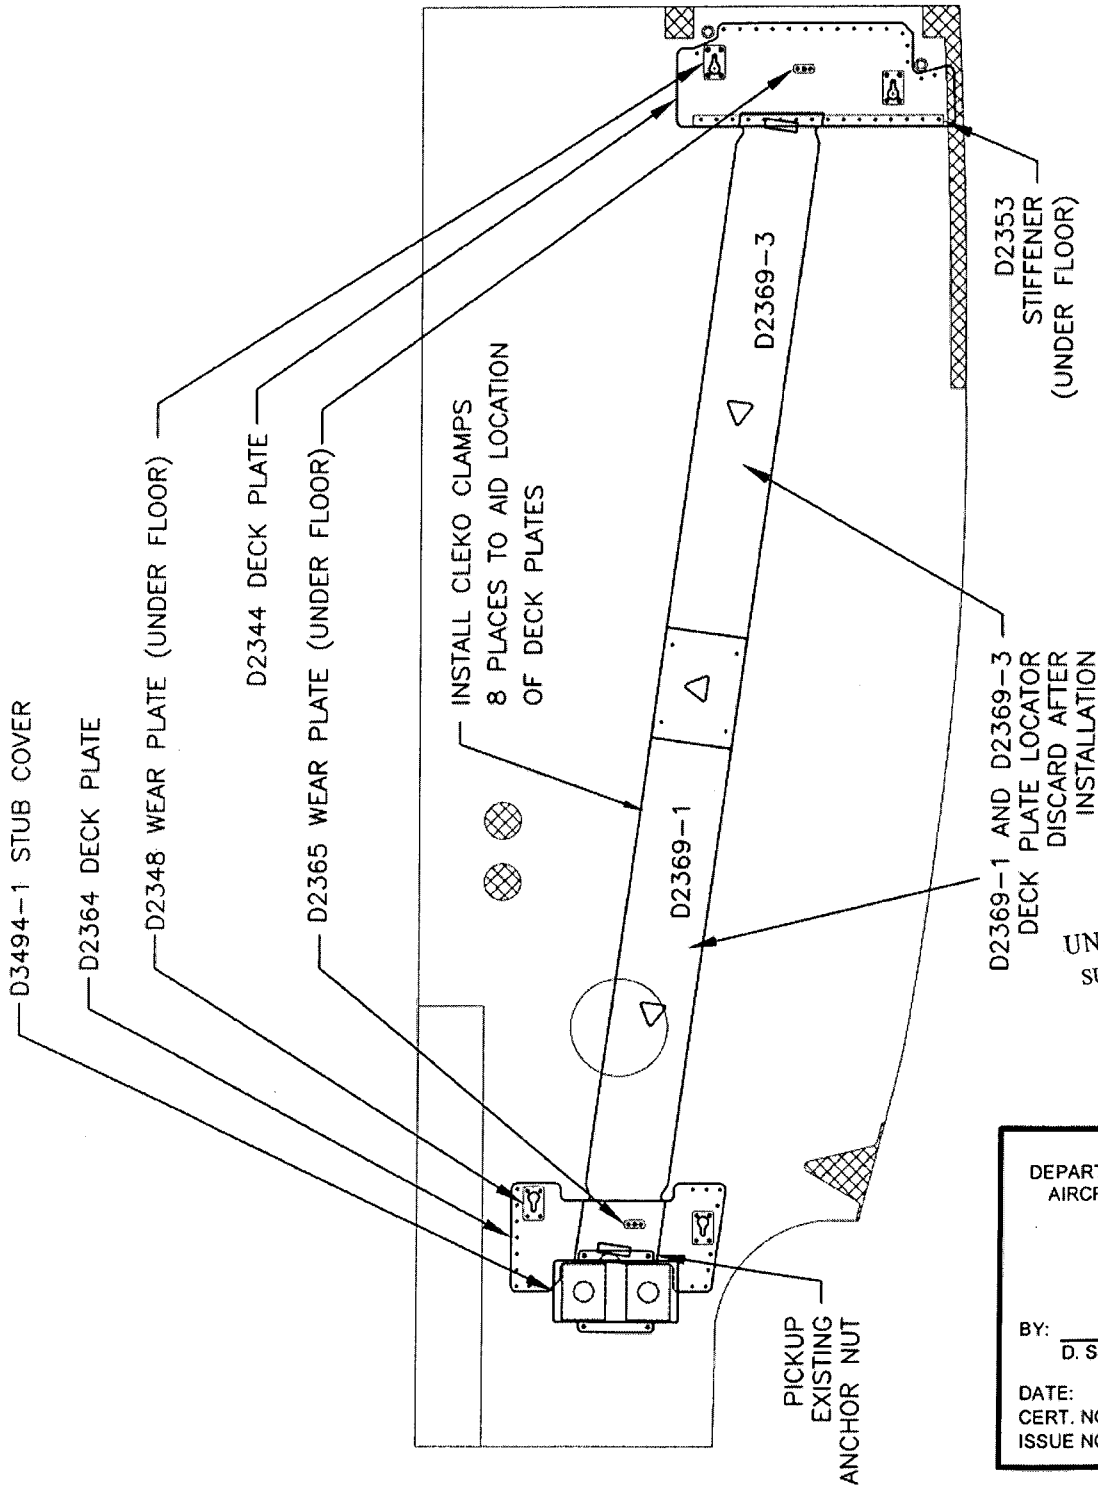 D3494-1 STUB COVER
D2364 DECK PLATE
D2348 WEAR PLATE (UNDER FLOOR)
D2344 DECK PLATE
D2365 WEAR PLATE (UNDER FLOOR)
INSTALL CLEKO CLAMPS
8 PLACES TO AID LOCATION
OF DECK PLATES
D2369-1
D2369-3
PICKUP
EXISTING
ANCHOR NUT
D2369-1 AND D2369-3
DECK PLATE LOCATOR
DISCARD AFTER
INSTALLATION
D2353
STIFFENER
(UNDER FLOOR)
UN
SU
DEPART
AIRCR
BY:
D. S
DATE:
CERT. NO
ISSUE NO